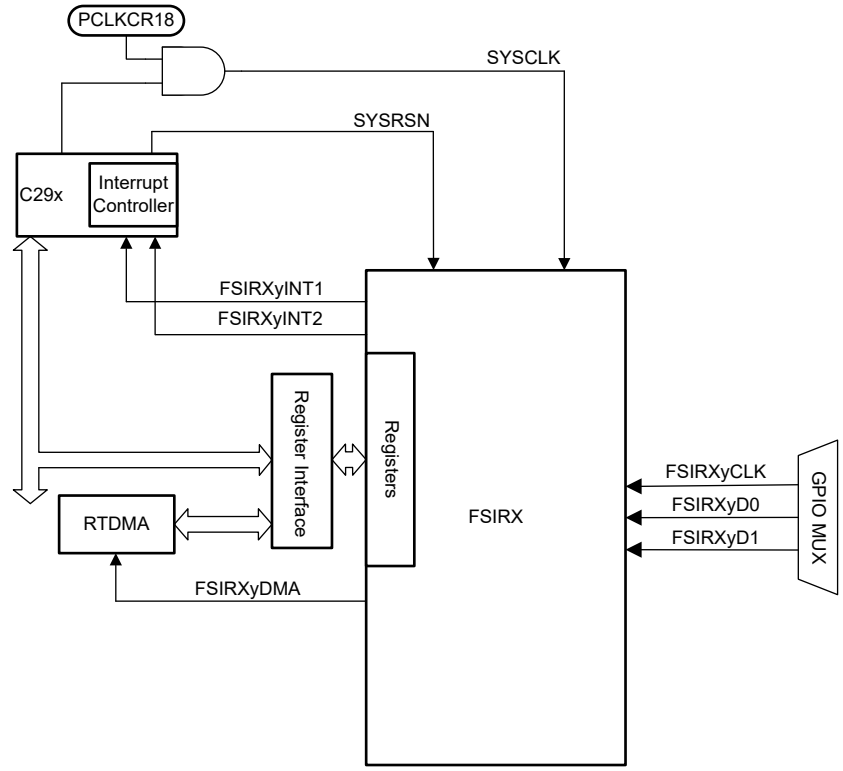 PCLKCR18
SYSCLK
SYSRSN
C29x
Interrupt
Controller
FSIRXyINT1
FSIRXyINT2
Register Interface
Registers
FSIRX
FSIRXyCLK
FSIRXyD0
FSIRXyD1
GPIO MUX
RTDMA
FSIRXyDMA